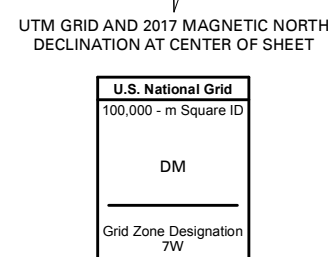 UTM GRID AND 2017 MAGNETIC NORTH
DECLINATION AT CENTER OF SHEET
U.S. National Grid
100,000 - m Square ID
DM
Grid Zone Designation
7W